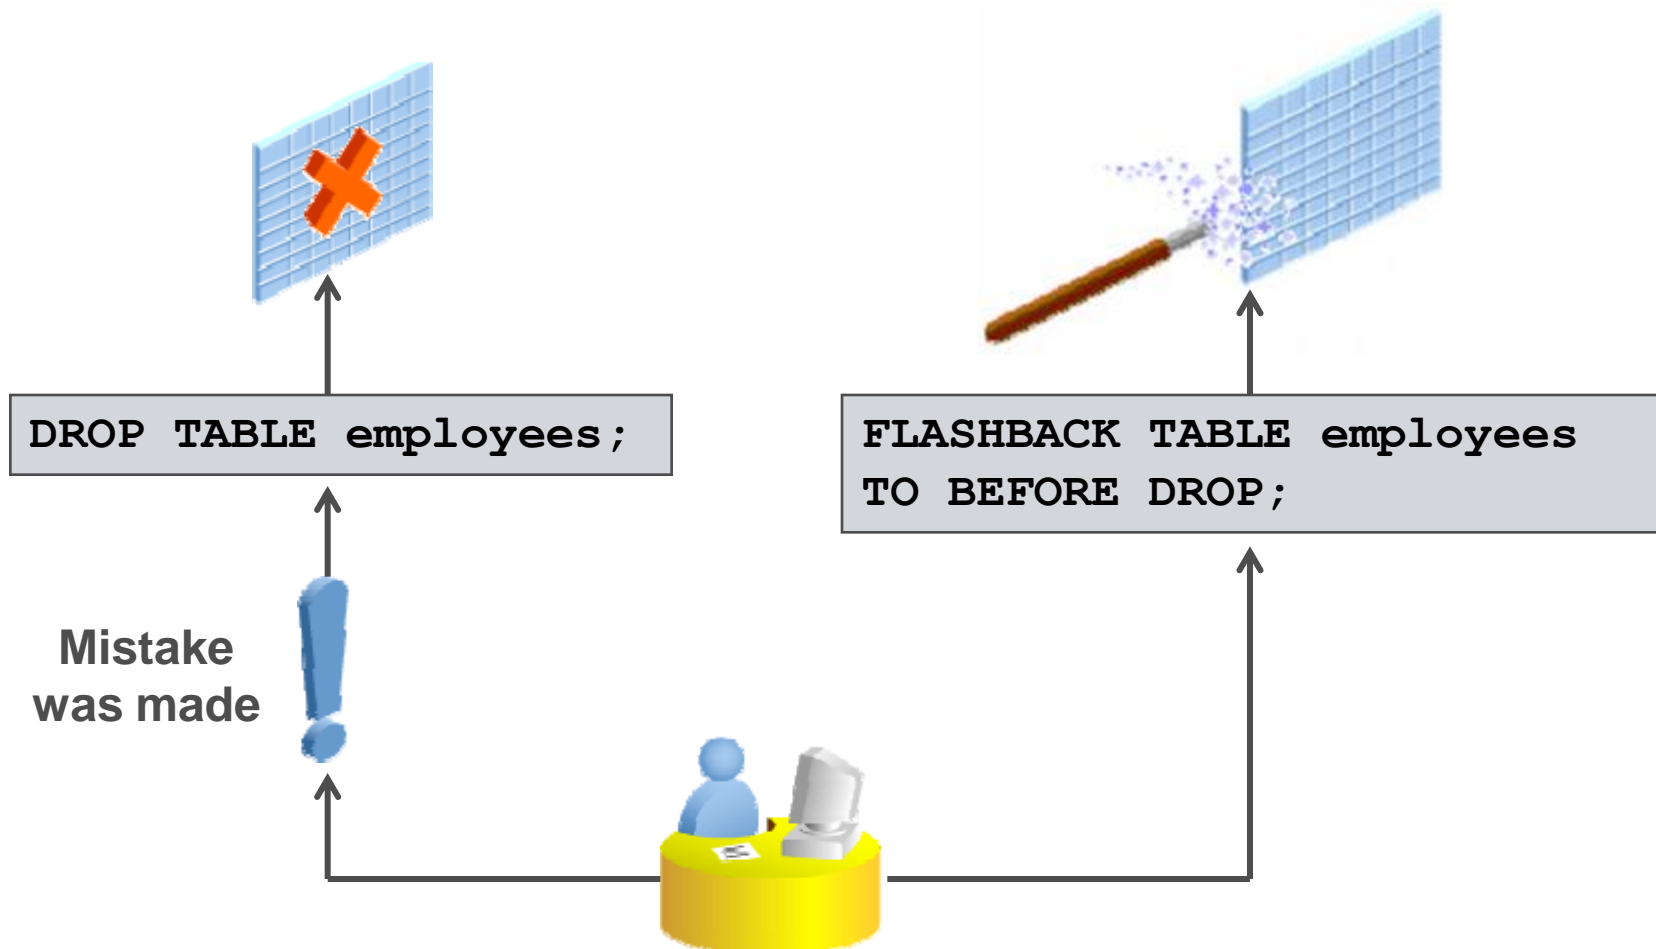 DROP TABLE employees;
FLASHBACK TABLE employees
TO BEFORE DROP;
Mistake
was made